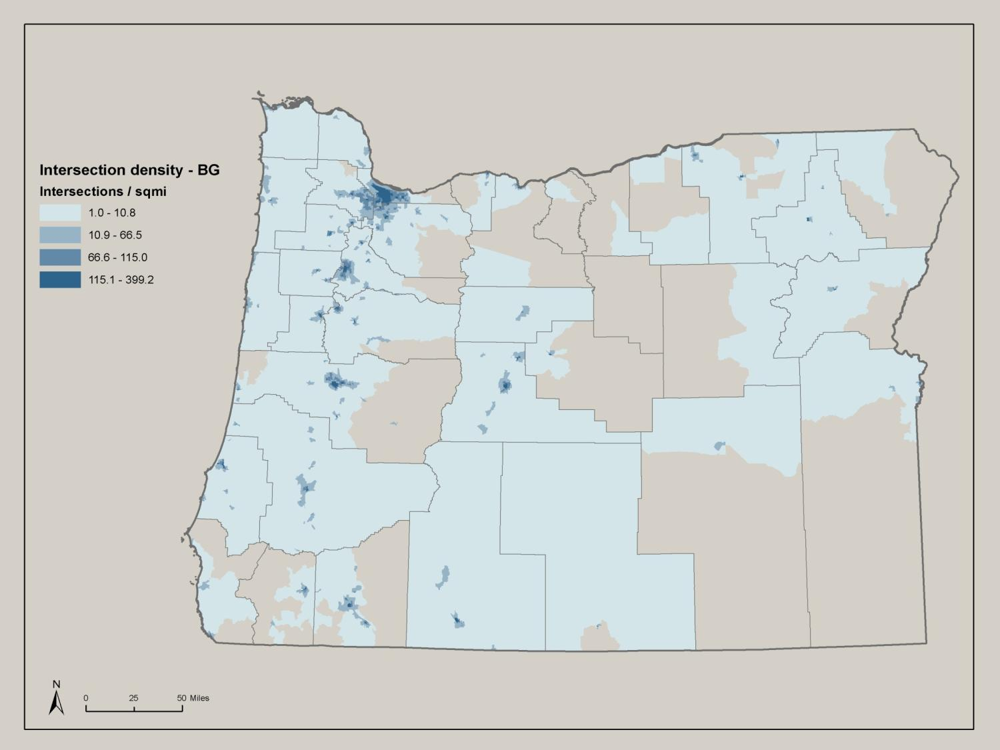 Intersection density - BG
Intersections / sqmi
1.0 - 10.8
10.9 - 66.5
66.6 - 115.0
115.1 - 399.2
N
0 25 50 Miles